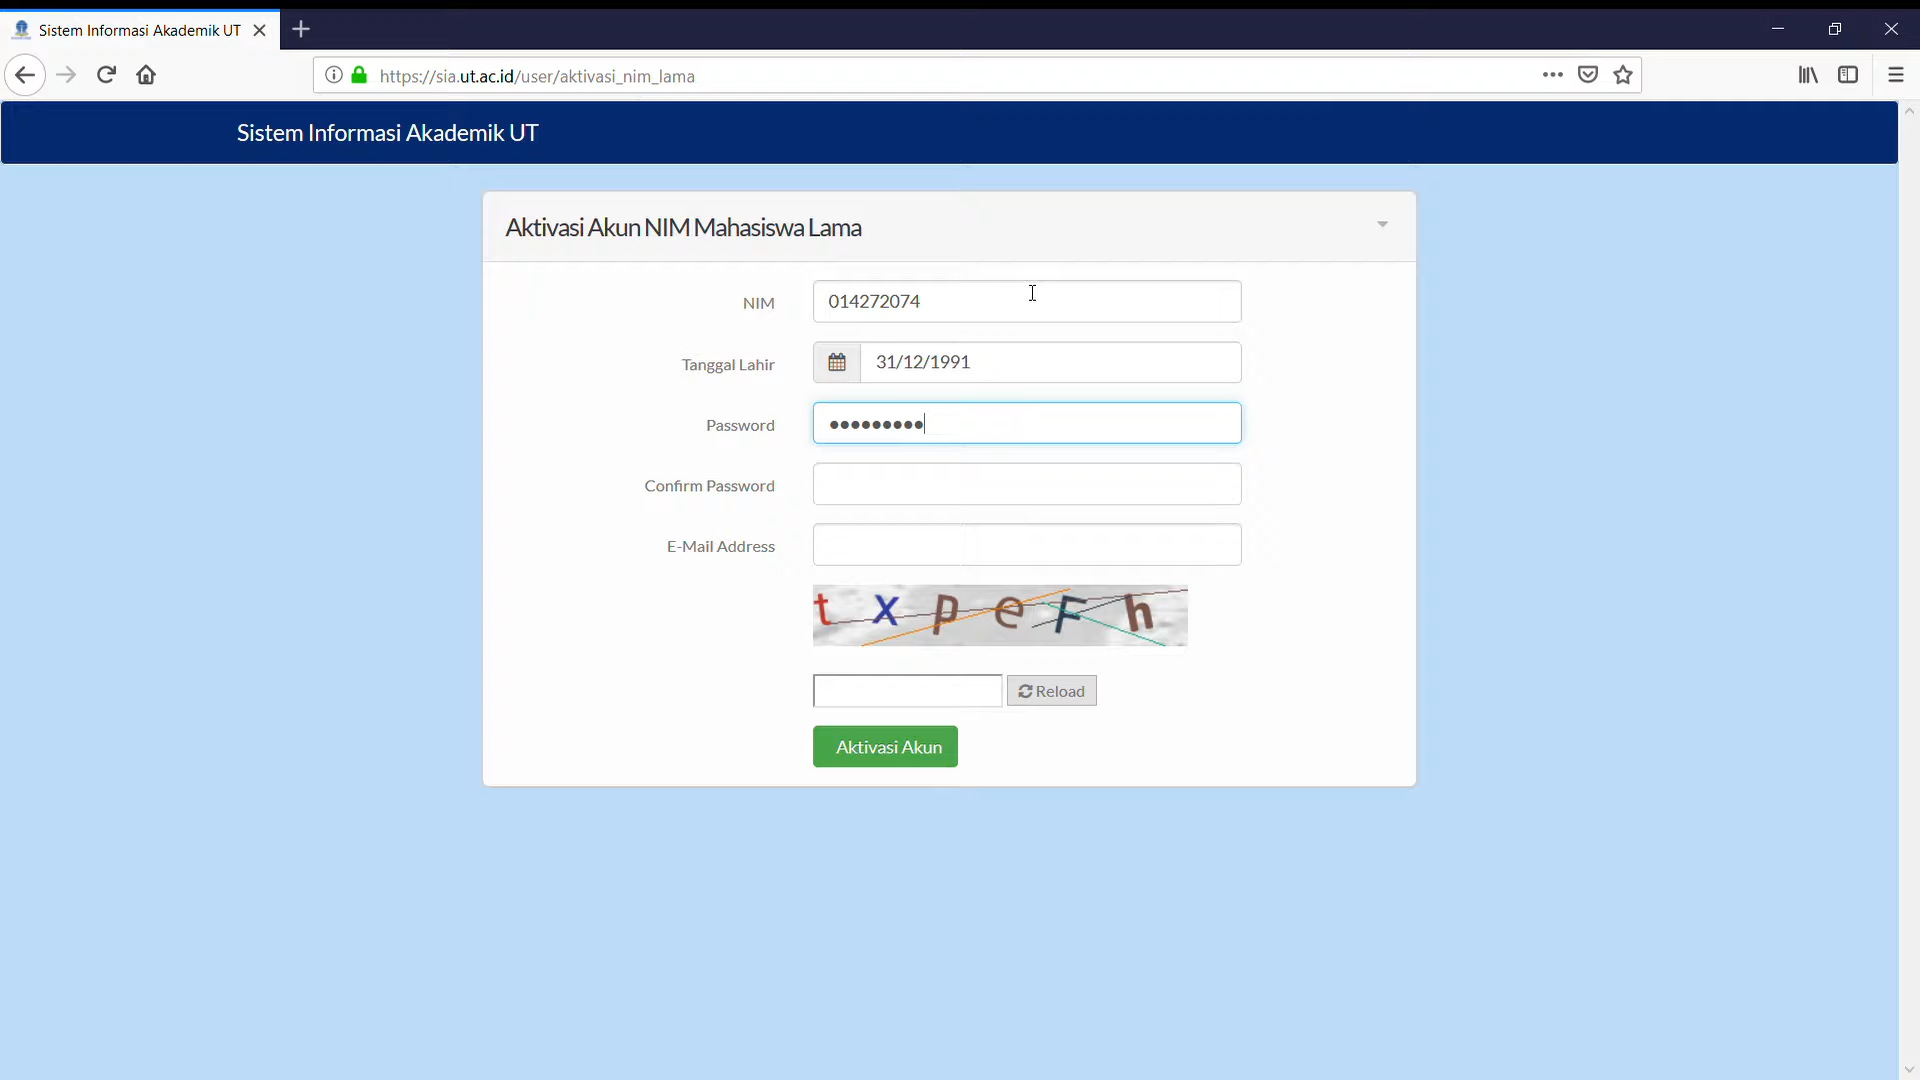 Sistem Informasi Akademik UT
https://sia.ut.ac.id/user/aktivasi_nim_lama
Sistem Informasi Akademik UT
Aktivasi Akun NIM Mahasiswa Lama
NIM 014272074
Tanggal Lahir 31/12/1991
Password •••••••••
Confirm Password
E-Mail Address
t x p e F h
Reload
Aktivasi Akun